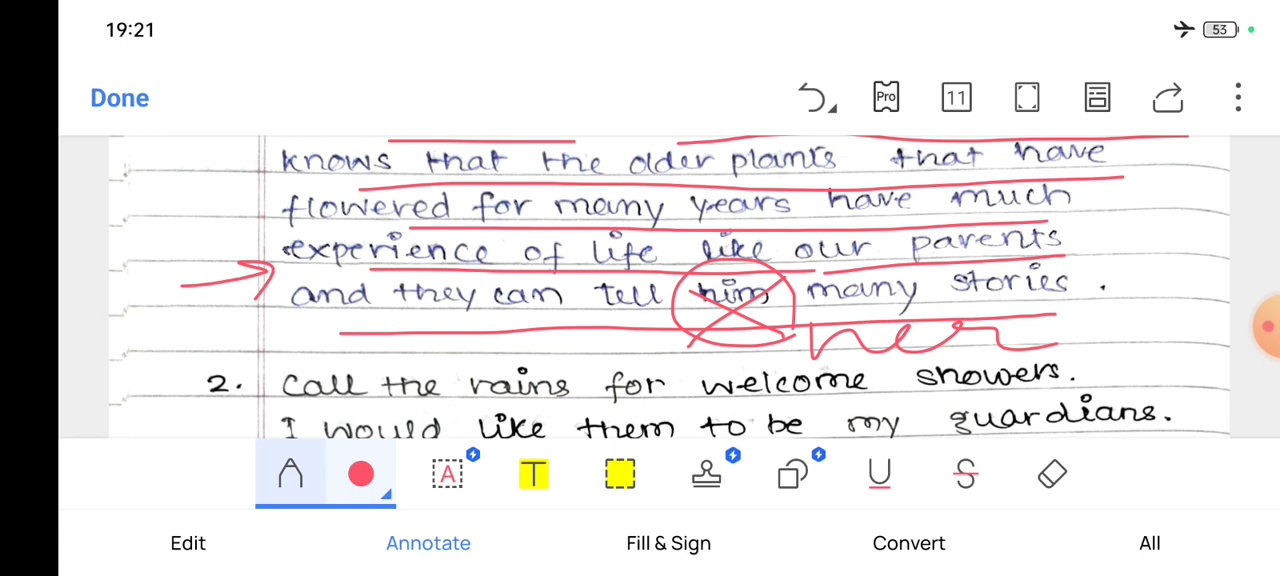 19:21
53
Done
Pro
11
knows that the older plants that have
flowered for many years have much
experience of life like our parents
and they can tell him many stories.
her
2. Call the rains for welcome showers.
I would like them to be my guardians.
A
T
U
S
Edit
Annotate
Fill & Sign
Convert
All